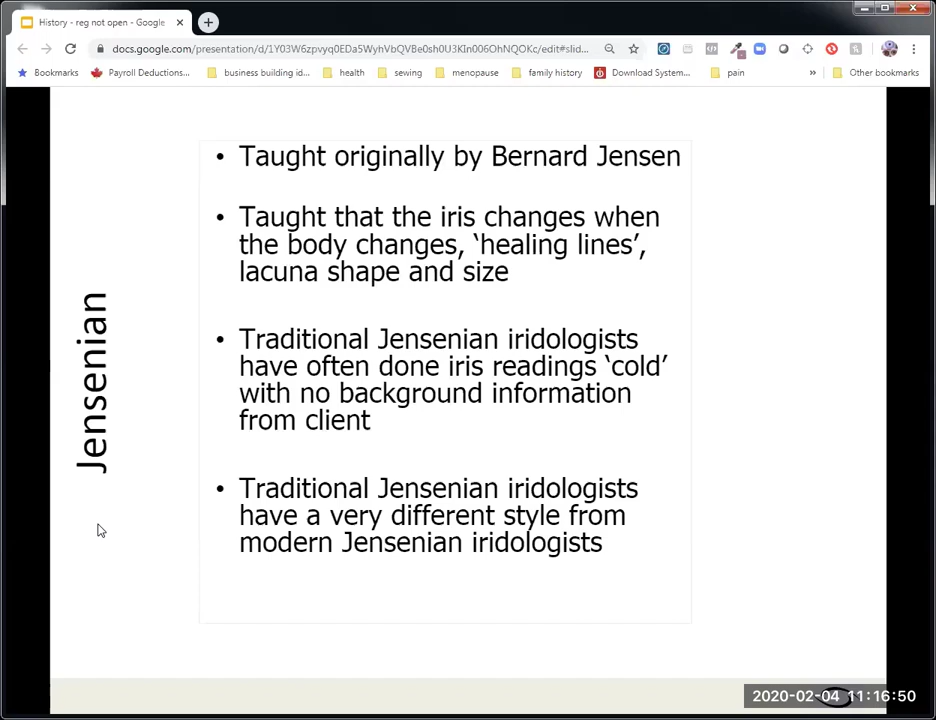 History - reg not open - Google
docs.google.com/presentation/d/1Y03W6zpvyq0EDa5WyhVbQVBe0sh0U3KIn006OhNQOKc/edit#slid...
Bookmarks
Payroll Deductions...
business building id...
health
sewing
menopause
family history
Download System...
pain
»
Other bookmarks
Jensenian
• Taught originally by Bernard Jensen
• Taught that the iris changes when
the body changes, ‘healing lines’,
lacuna shape and size
• Traditional Jensenian iridologists
have often done iris readings ‘cold’
with no background information
from client
• Traditional Jensenian iridologists
have a very different style from
modern Jensenian iridologists
2020-02-04 11:16:50